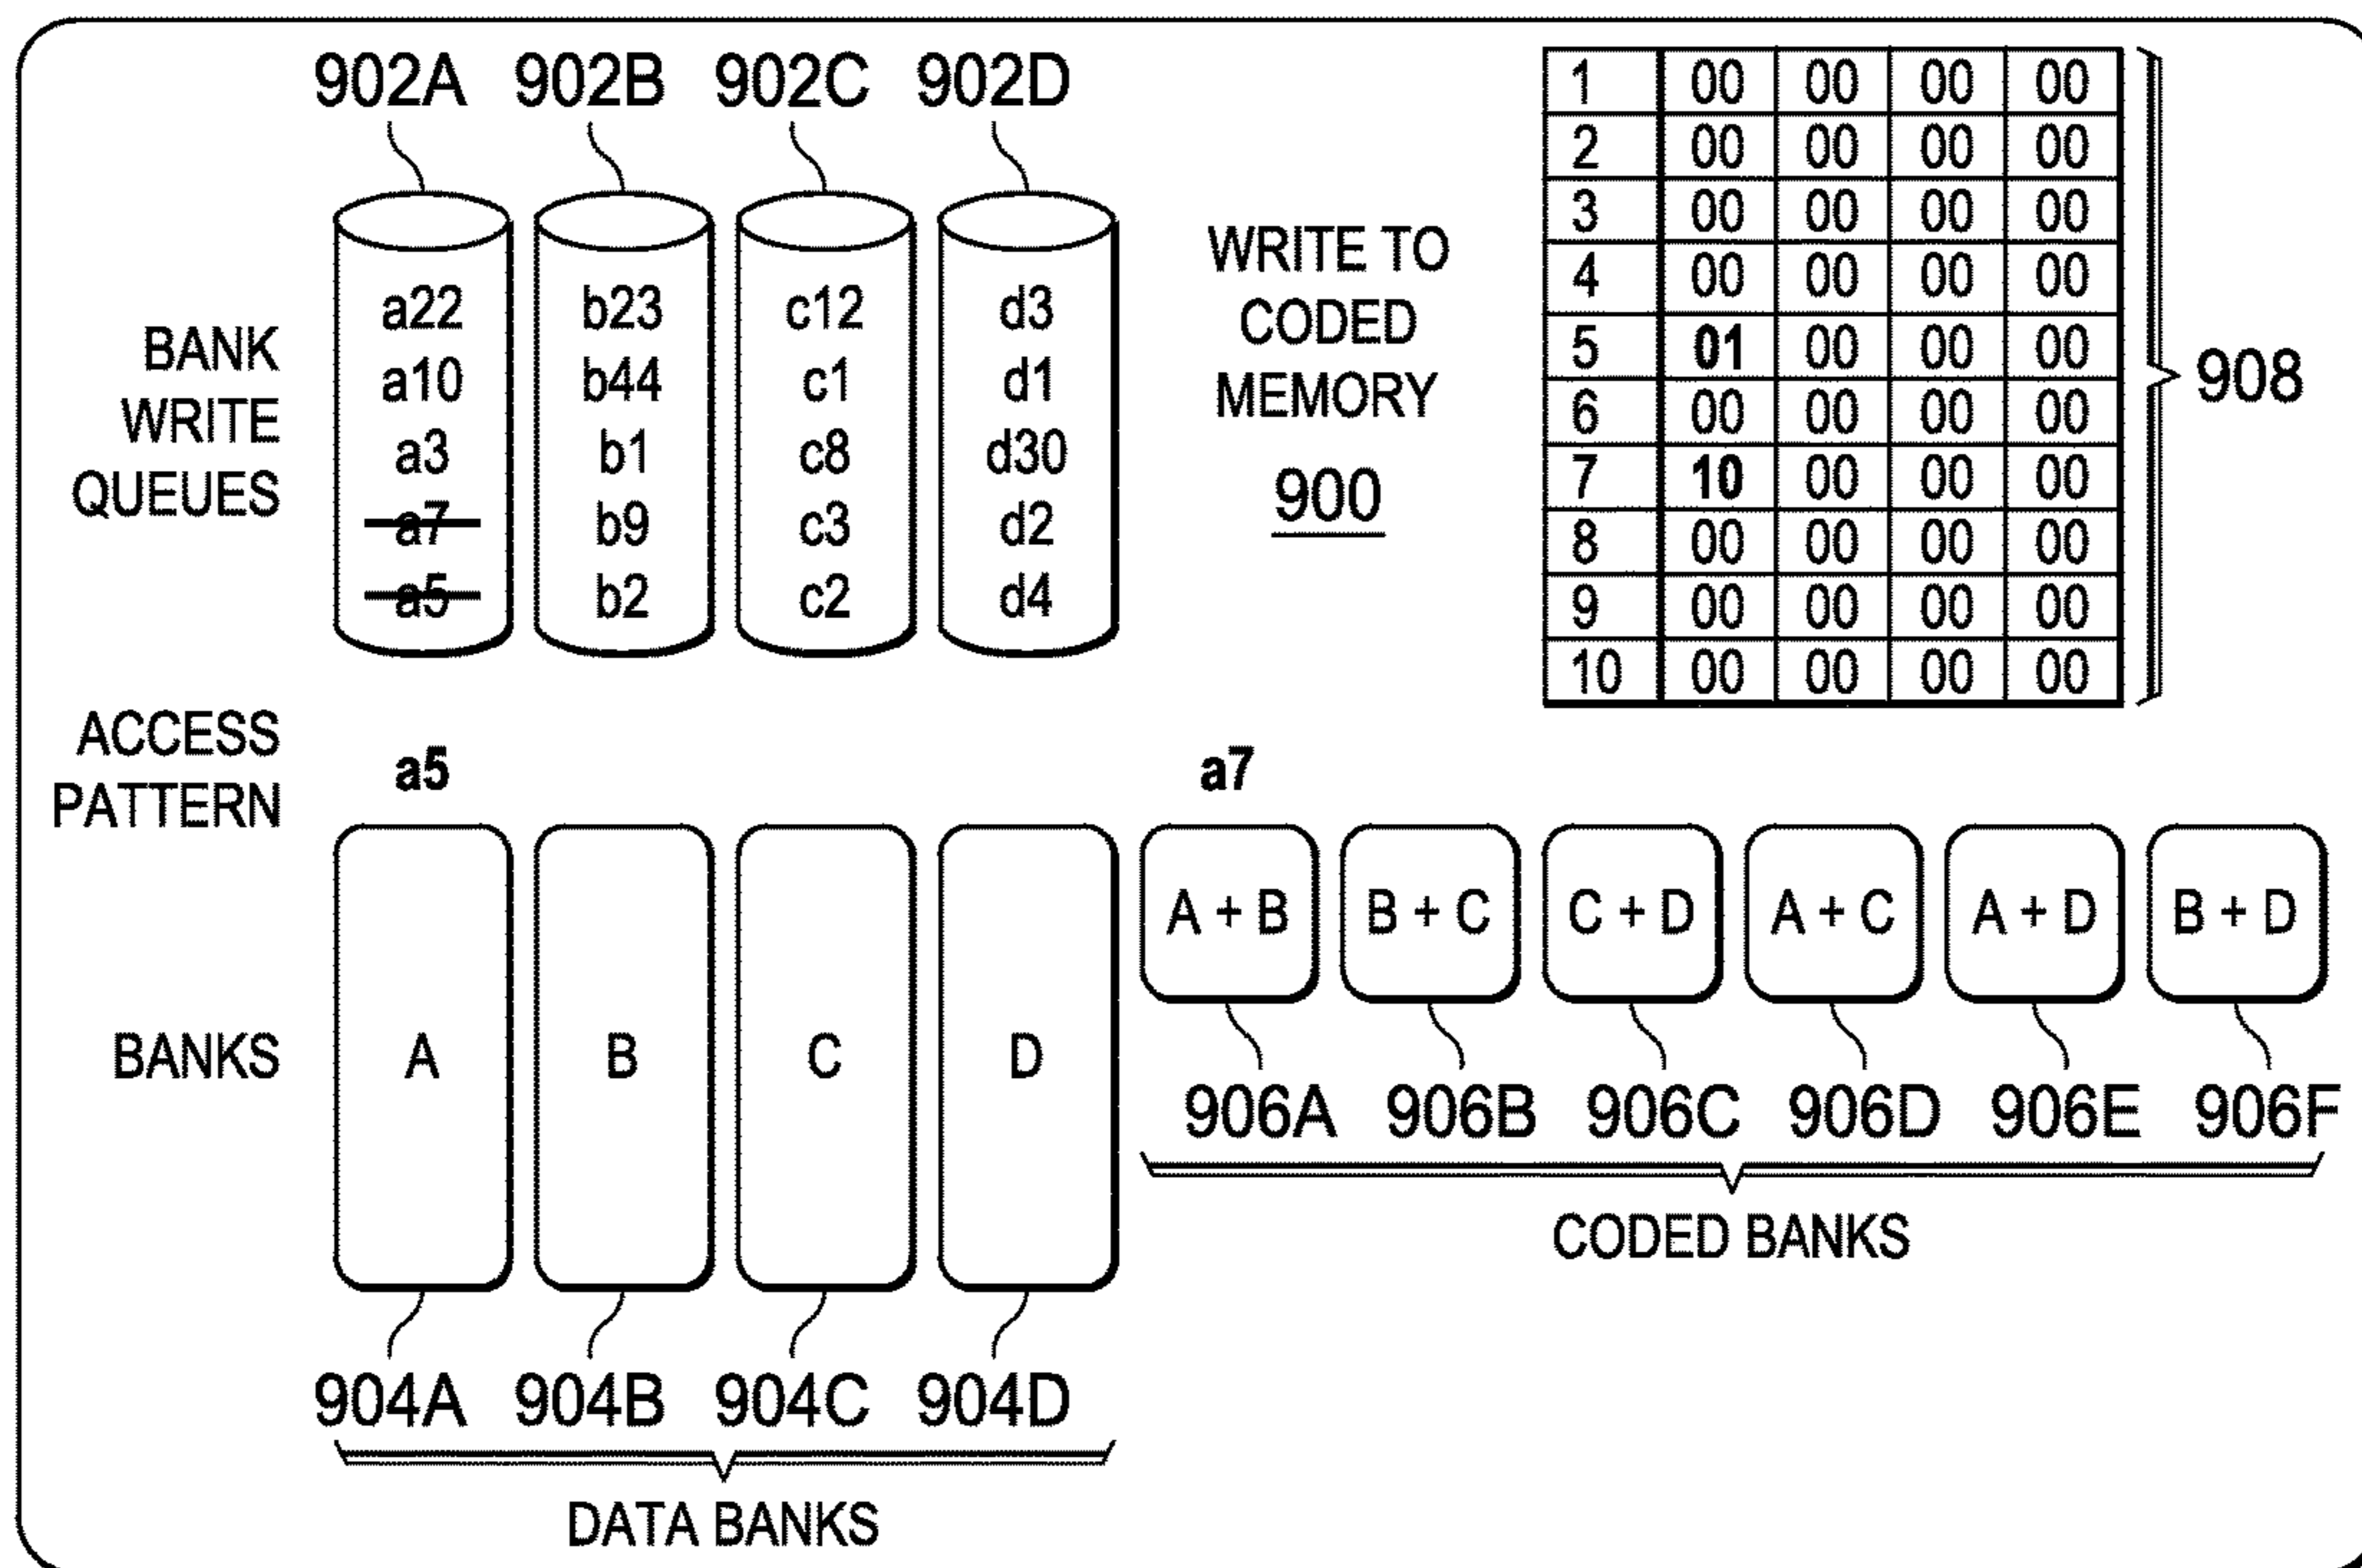 902A 902B 902C 902D
BANK
WRITE
QUEUES
a22 b23 c12 d3
a10 b44 c1 d1
a3 b1 c8 d30
a7 b9 c3 d2
a5 b2 c2 d4
WRITE TO
CODED
MEMORY
900
1 00 00 00 00
2 00 00 00 00
3 00 00 00 00
4 00 00 00 00
5 01 00 00 00
6 00 00 00 00
7 10 00 00 00
8 00 00 00 00
9 00 00 00 00
10 00 00 00 00
908
ACCESS
PATTERN
a5 a7
BANKS
A B C D
A + B B + C C + D A + C A + D B + D
906A 906B 906C 906D 906E 906F
CODED BANKS
904A 904B 904C 904D
DATA BANKS